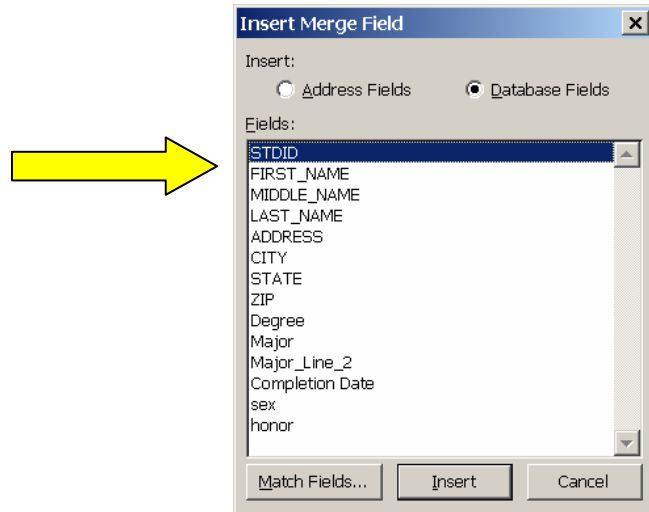 Insert Merge Field
Insert:
Address Fields Database Fields
Fields:
STDID
FIRST_NAME
MIDDLE_NAME
LAST_NAME
ADDRESS
CITY
STATE
ZIP
Degree
Major
Major_Line_2
Completion Date
sex
honor
Match Fields... Insert Cancel